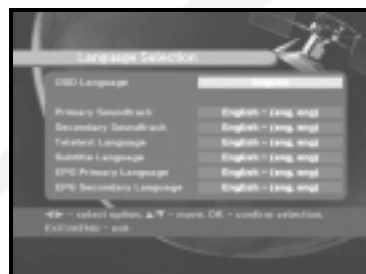 Language Selection
OSD Language English
Primary Soundtrack English - (eng, eng)
Secondary Soundtrack English - (eng, eng)
Teletext Language English - (eng, eng)
Subtitle Language English - (eng, eng)
EPG Primary Language English - (eng, eng)
EPG Secondary Language English - (eng, eng)
◄► - select option, ▲▼ - move, OK - confirm selection,
EXIT/MENU - exit